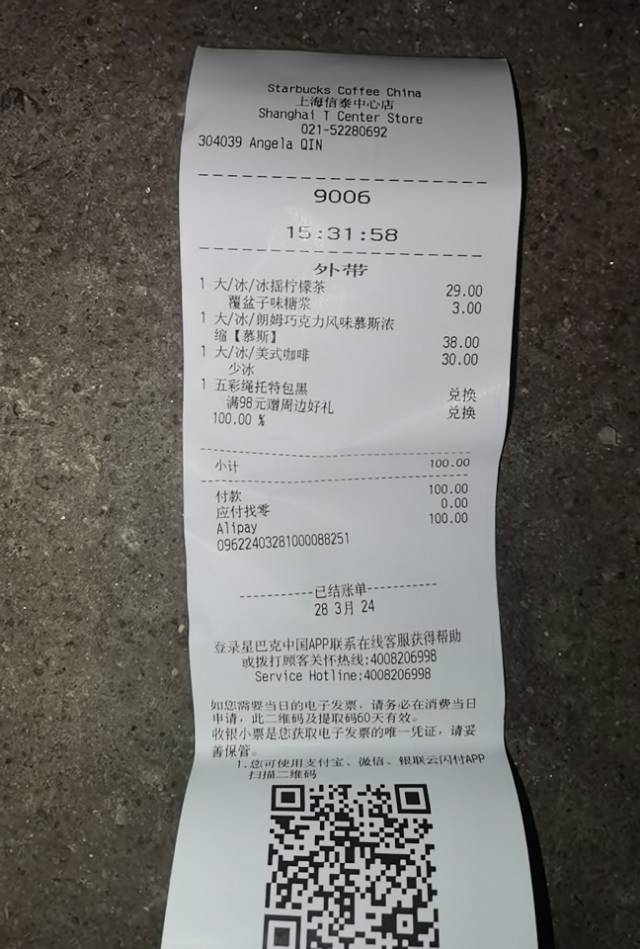 Starbucks Coffee China
上海信泰中心店
Shanghai T Center Store
021-52280692
304039 Angela QIN
9006
15:31:58
外带
1 大/冰/冰摇柠檬茶 29.00
覆盆子味糖浆 3.00
1 大/冰/朗姆巧克力风味慕斯浓
缩【慕斯】 38.00
1 大/冰/美式咖啡 30.00
少冰
1 五彩绳托特包黑 兑换
满98元赠周边好礼 兑换
100.00 %
小计 100.00
付款 100.00
应付找零 0.00
Alipay 100.00
09622403281000088251
已结账单
28 3月 24
登录星巴克中国APP联系在线客服获得帮助
或拨打顾客关怀热线:4008206998
Service Hotline:4008206998
如您需要当日的电子发票，请务必在消费当日
申请，此二维码及提取码60天有效。
收银小票是您获取电子发票的唯一凭证，请妥
善保管。
1.您可使用支付宝、微信、银联云闪付APP
扫描二维码